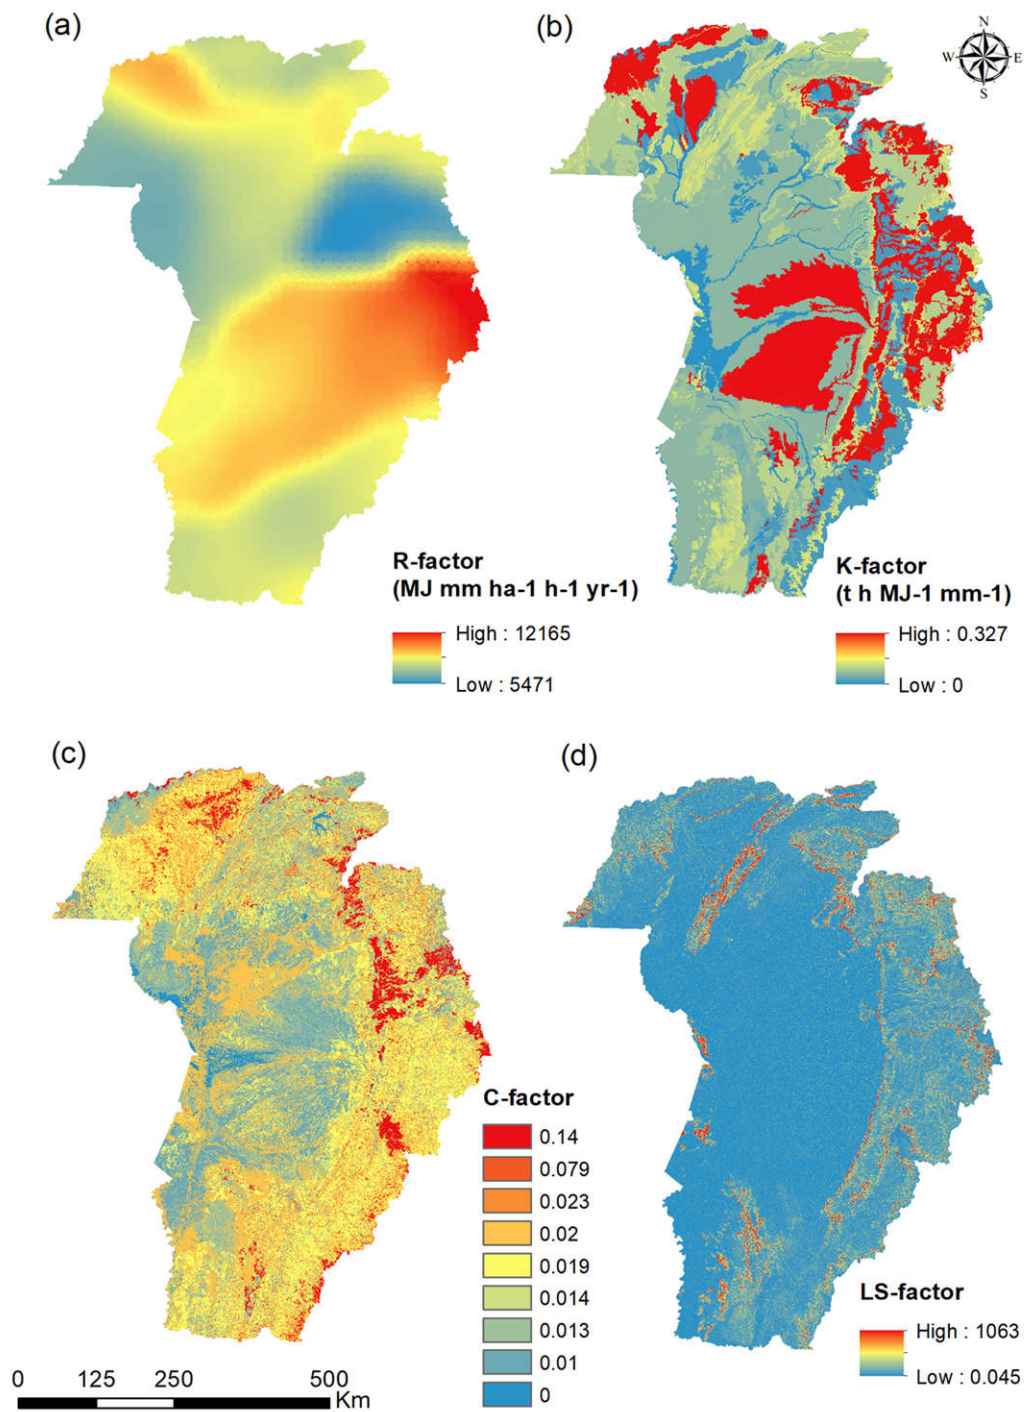 (a)
(b)
N
W E
S
R-factor
(MJ mm ha-1 h-1 yr-1)
High : 12165
Low : 5471
K-factor
(t h MJ-1 mm-1)
High : 0.327
Low : 0
(c)
(d)
C-factor
0.14
0.079
0.023
0.02
0.019
0.014
0.013
0.01
0
LS-factor
High : 1063
Low : 0.045
0 125 250 500
Km